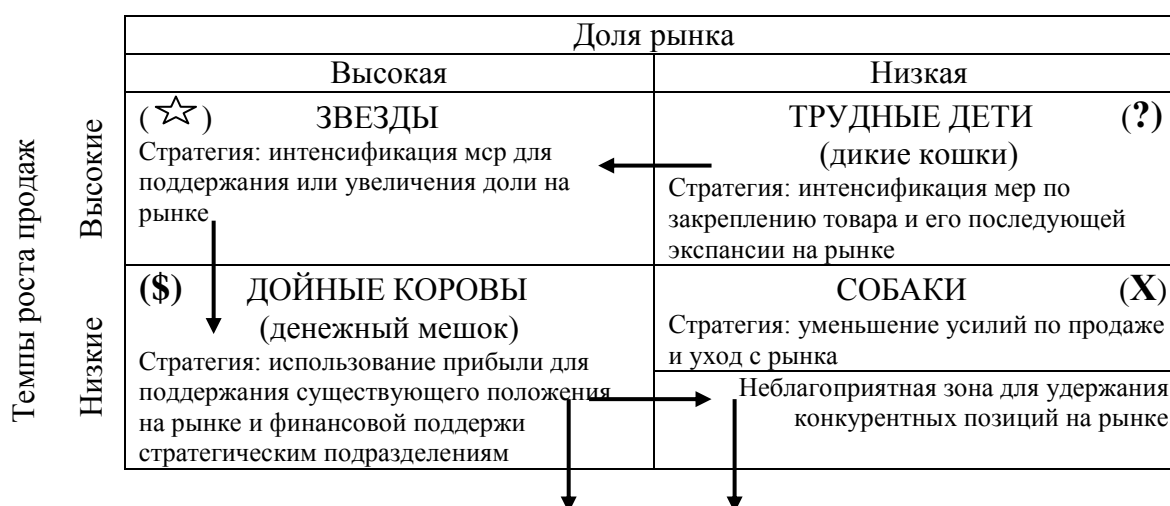 Доля рынка
Высокая
Низкая
Темпы роста продаж
Высокие
Низкие
(☆) ЗВЕЗДЫ
Стратегия: интенсификация мср для
поддержания или увеличения доли на
рынке
ТРУДНЫЕ ДЕТИ (?)
(дикие кошки)
Стратегия: интенсификация мер по
закреплению товара и его последующей
экспансии на рынке
($) ДОЙНЫЕ КОРОВЫ
(денежный мешок)
Стратегия: использование прибыли для
поддержания существующего положения
на рынке и финансовой поддержи
стратегическим подразделениям
СОБАКИ (X)
Стратегия: уменьшение усилий по продаже
и уход с рынка
Неблагоприятная зона для удержания
конкурентных позиций на рынке